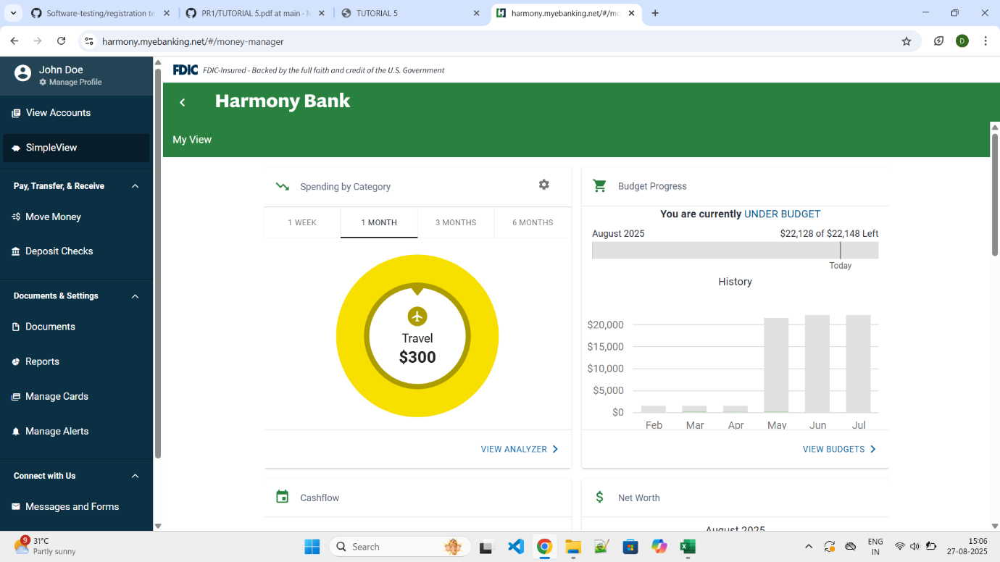 Software-testing/registration te
PR1/TUTORIAL 5.pdf at main ·
TUTORIAL 5
harmony.myebanking.net/#/mo
harmony.myebanking.net/#/money-manager
D
John Doe
Manage Profile
View Accounts
SimpleView
Pay, Transfer, & Receive
Move Money
Deposit Checks
Documents & Settings
Documents
Reports
Manage Cards
Manage Alerts
Connect with Us
Messages and Forms
FDIC FDIC-Insured - Backed by the full faith and credit of the U.S. Government
Harmony Bank
My View
Spending by Category
1 WEEK 1 MONTH 3 MONTHS 6 MONTHS
Travel
$300
VIEW ANALYZER
Budget Progress
You are currently UNDER BUDGET
August 2025 $22,128 of $22,148 Left
Today
History
$20,000
$15,000
$10,000
$5,000
$0
Feb Mar Apr May Jun Jul
VIEW BUDGETS
Cashflow
Net Worth
August 2025
9
31°C
Partly sunny
Search
ENG
IN
15:06
27-08-2025